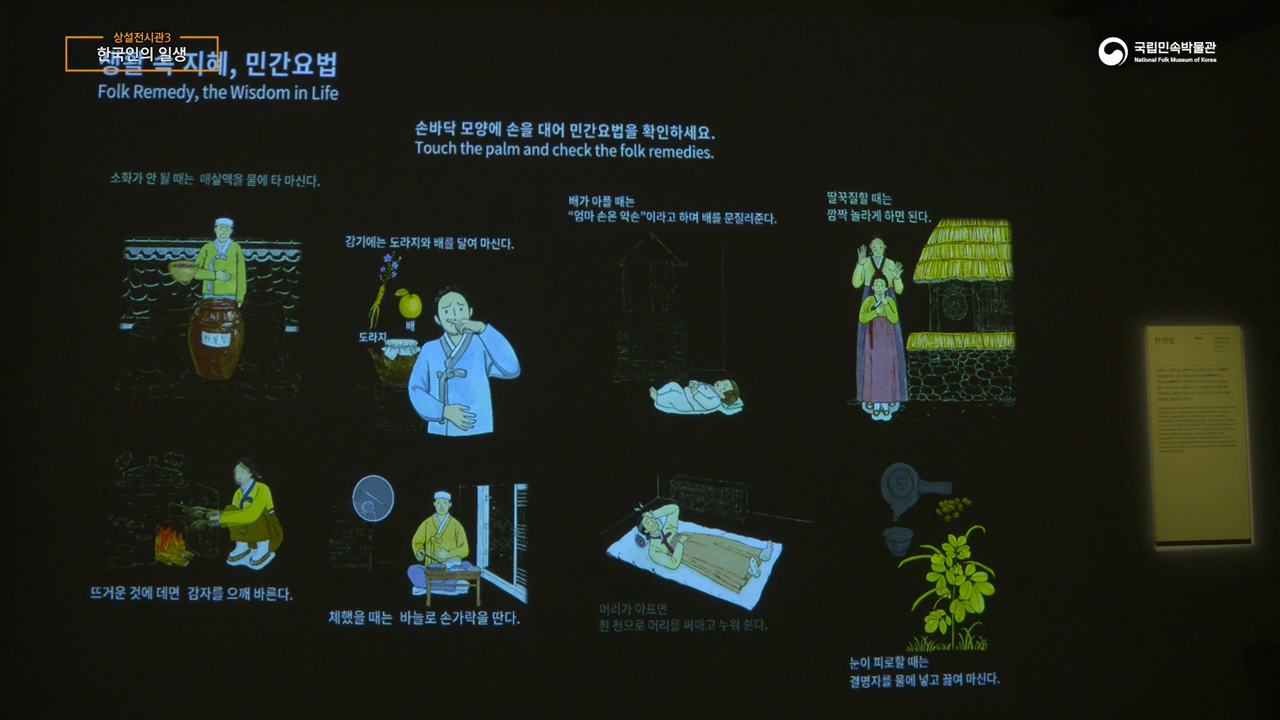 상설전시관3
한국인의 일생
국립민속박물관
National Folk Museum of Korea
생활 속 지혜, 민간요법
Folk Remedy, the Wisdom in Life
손바닥 모양에 손을 대어 민간요법을 확인하세요.
Touch the palm and check the folk remedies.
소화가 안 될 때는 매실액을 물에 타 마신다.
감기에는 도라지와 배를 달여 마신다.
도라지
배
배가 아플 때는
“엄마 손은 약손”이라고 하며 배를 문질러준다.
딸꾹질할 때는
깜짝 놀라게 하면 된다.
뜨거운 것에 데면 감자를 으깨 바른다.
체했을 때는 바늘로 손가락을 딴다.
머리가 아프면
흰 천으로 머리를 싸매고 누워 쉰다.
눈이 피로할 때는
결명자를 물에 넣고 끓여 마신다.